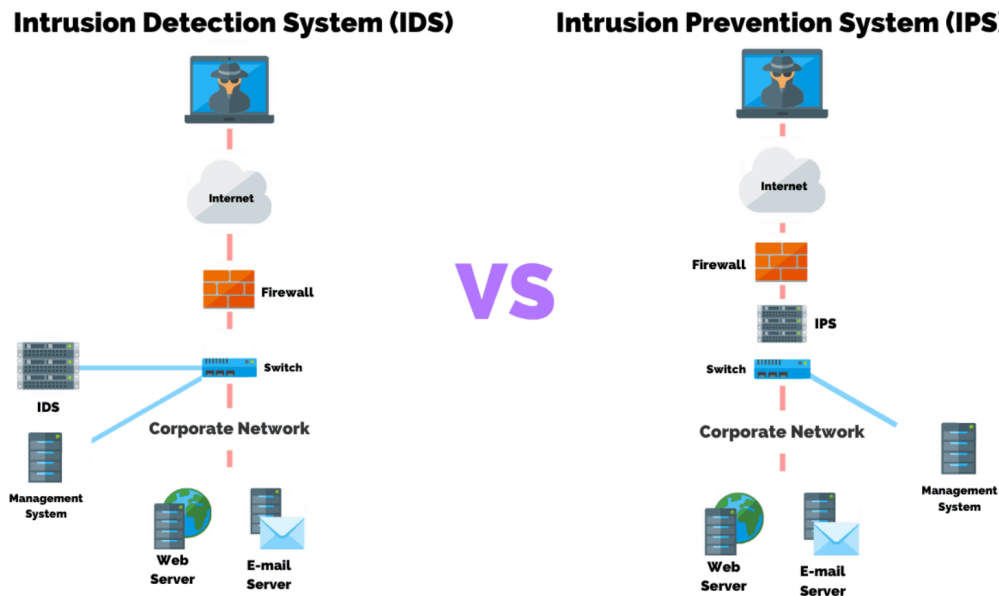 Intrusion Detection System (IDS)
Internet
Firewall
Switch
IDS
Corporate Network
Management
System
Web
Server
E-mail
Server
VS
Intrusion Prevention System (IPS)
Internet
Firewall
IPS
Switch
Corporate Network
Management
System
Web
Server
E-mail
Server